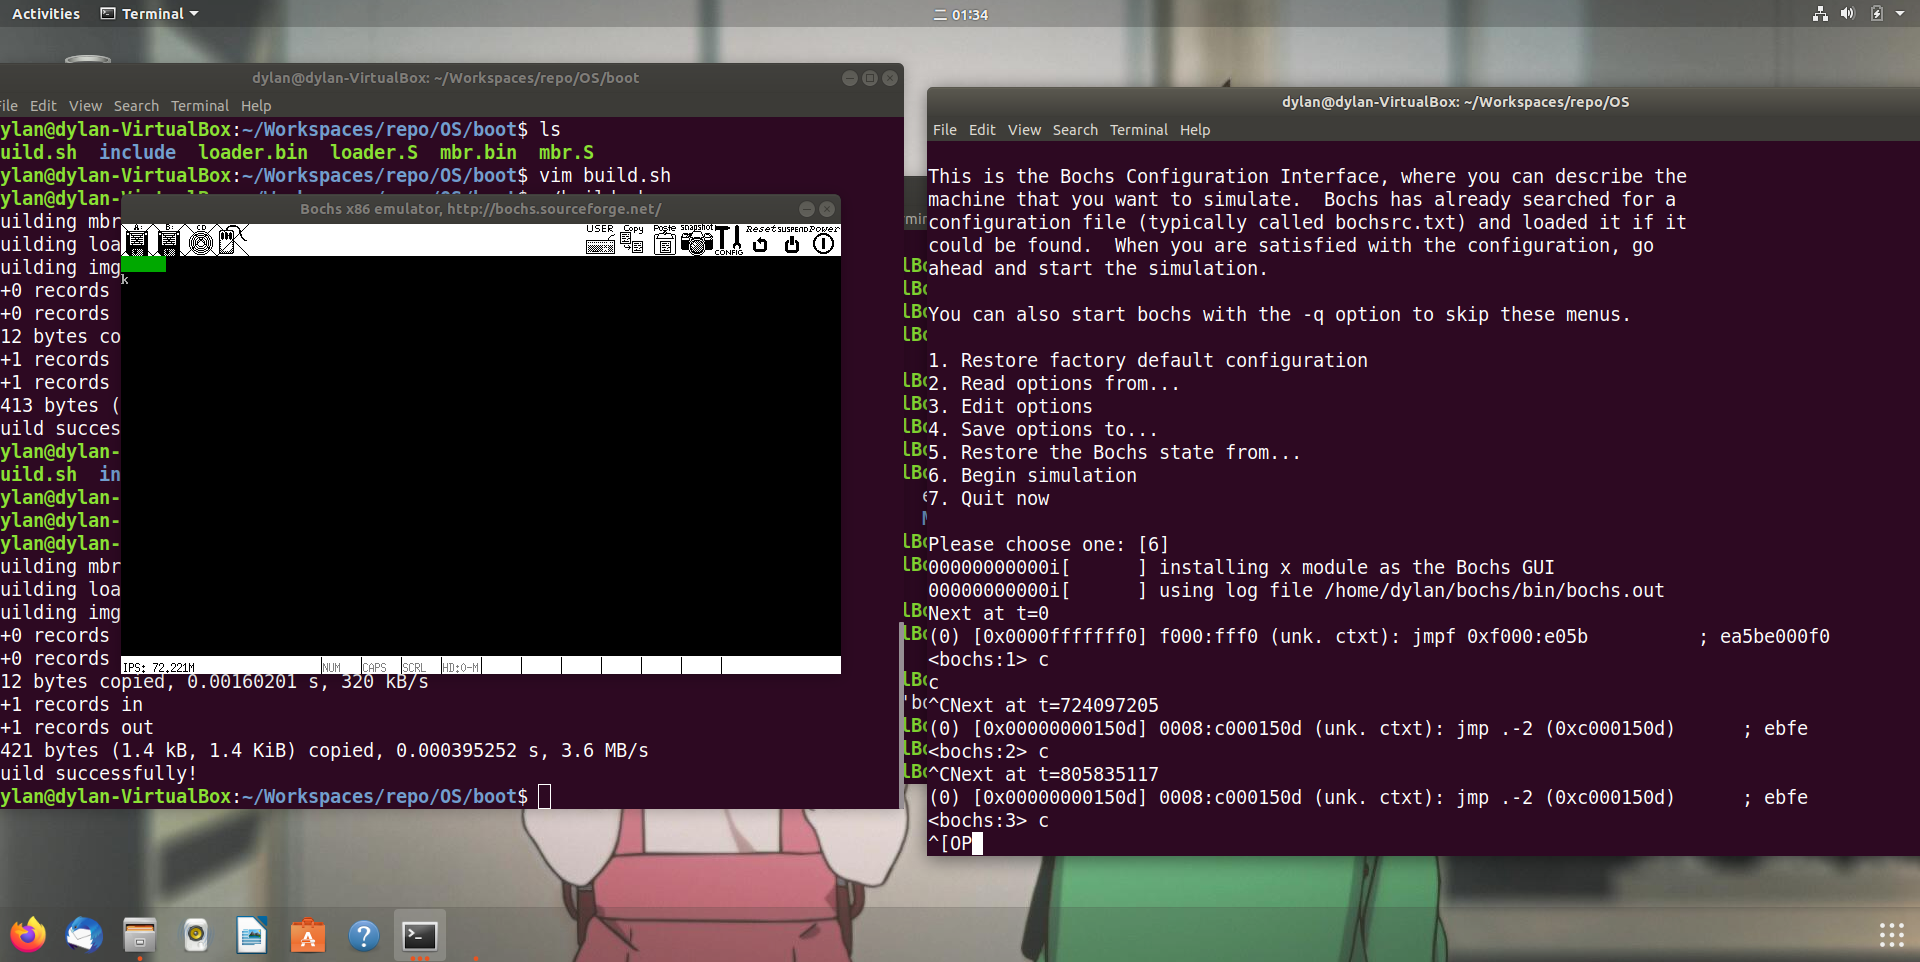 Activities
Terminal
二 01:34
dylan@dylan-VirtualBox: ~/Workspaces/repo/OS/boot
ile Edit View Search Terminal Help
ylan@dylan-VirtualBox:~/Workspaces/repo/OS/boot$ ls
uild.sh include loader.bin loader.S mbr.bin mbr.S
ylan@dylan-VirtualBox:~/Workspaces/repo/OS/boot$ vim build.sh
uilding mbr
uilding loa
uilding img
+0 records
+0 records
12 bytes co
+1 records
+1 records
413 bytes (
uild succes
ylan@dylan-
uild.sh in
ylan@dylan-
ylan@dylan-
ylan@dylan-
uilding mbr
uilding loa
uilding img
+0 records
+0 records
12 bytes copied, 0.00160201 s, 320 kB/s
+1 records in
+1 records out
421 bytes (1.4 kB, 1.4 KiB) copied, 0.000395252 s, 3.6 MB/s
uild successfully!
ylan@dylan-VirtualBox:~/Workspaces/repo/OS/boot$
Bochs x86 emulator, http://bochs.sourceforge.net/
A: B: CD USER Copy Paste snapshot CONFIG Reset SUSPEND Power
k
IPS: 72.221M NUM CAPS SCRL HD:0-M
dylan@dylan-VirtualBox: ~/Workspaces/repo/OS
File Edit View Search Terminal Help
This is the Bochs Configuration Interface, where you can describe the
machine that you want to simulate. Bochs has already searched for a
configuration file (typically called bochsrc.txt) and loaded it if it
could be found. When you are satisfied with the configuration, go
ahead and start the simulation.
You can also start bochs with the -q option to skip these menus.
1. Restore factory default configuration
2. Read options from...
3. Edit options
4. Save options to...
5. Restore the Bochs state from...
6. Begin simulation
7. Quit now
Please choose one: [6]
00000000000i[      ] installing x module as the Bochs GUI
00000000000i[      ] using log file /home/dylan/bochs/bin/bochs.out
Next at t=0
(0) [0x0000fffffff0] f000:fff0 (unk. ctxt): jmpf 0xf000:e05b ; ea5be000f0
<bochs:1> c
c
^CNext at t=724097205
(0) [0x00000000150d] 0008:c000150d (unk. ctxt): jmp .-2 (0xc000150d) ; ebfe
<bochs:2> c
^CNext at t=805835117
(0) [0x00000000150d] 0008:c000150d (unk. ctxt): jmp .-2 (0xc000150d) ; ebfe
<bochs:3> c
^[OP